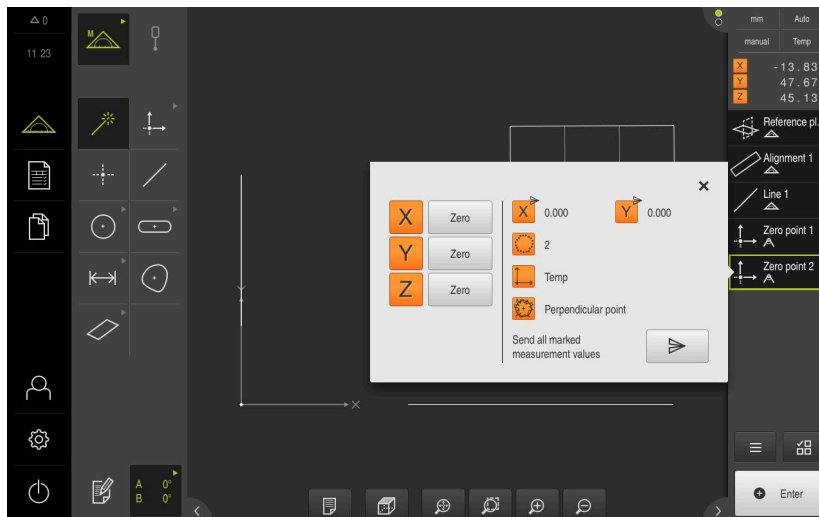 0
11 23
M
mm Auto
manual Temp
X -13.83
Y 47.67
Z 45.13
Reference pl.
Alignment 1
Line 1
Zero point 1
Zero point 2
X Zero
Y Zero
Z Zero
X 0.000 Y 0.000
2
Temp
Perpendicular point
Send all marked
measurement values
Y
X
A 0°
B 0°
Enter